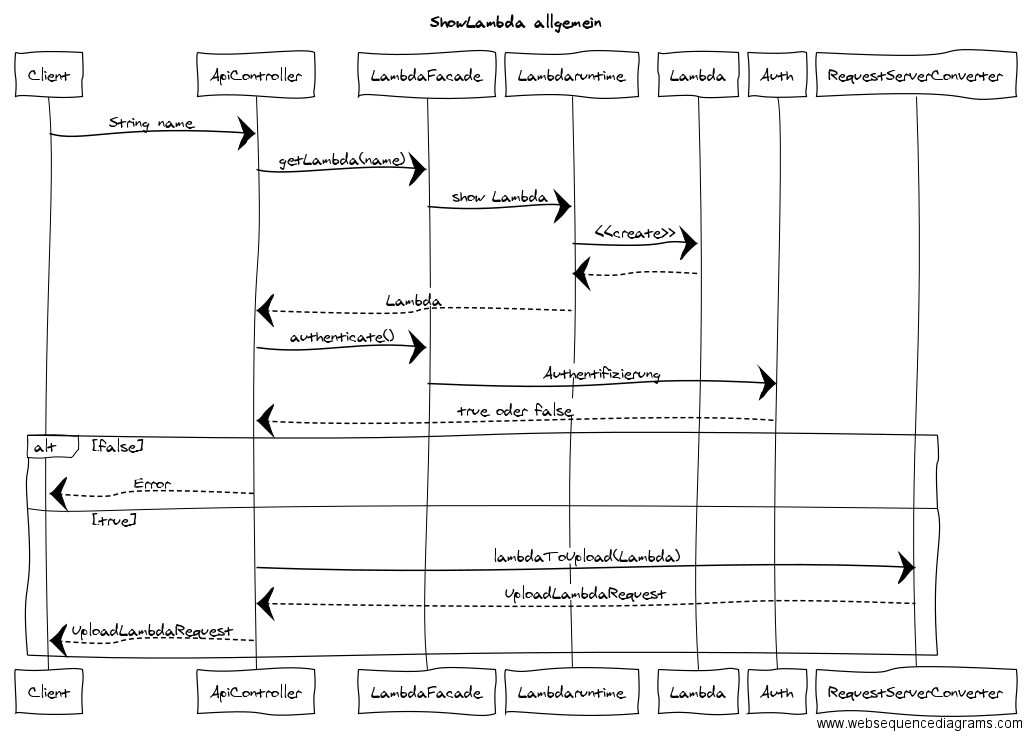 ShowLambda allgemein
Client ApiController LambdaFacade Lambdaruntime Lambda Auth RequestServerConverter
String name
getLambda(name)
show Lambda
<<create>>
Lambda
authenticate()
Authentifizierung
true oder false
alt [false]
Error
[true]
lambdaToUpload(Lambda)
UploadLambdaRequest
UploadLambdaRequest
Client ApiController LambdaFacade Lambdaruntime Lambda Auth RequestServerConverter
www.websequencediagrams.com